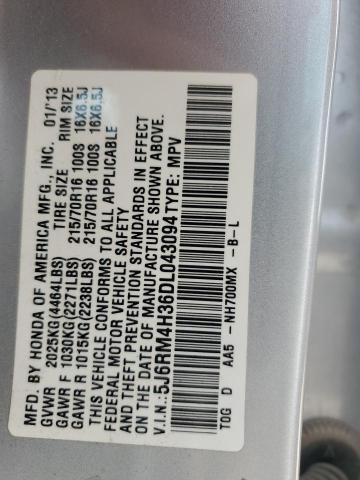 MFD. BY HONDA OF AMERICA MFG., INC. 01/'13
GVWR 2025KG(4464LBS) TIRE SIZE RIM SIZE
GAWR F 1030KG(2271LBS) 215/70R16 100S 16X6.5J
GAWR R 1015KG(2238LBS) 215/70R16 100S 16X6.5J
THIS VEHICLE CONFORMS TO ALL APPLICABLE
FEDERAL MOTOR VEHICLE SAFETY AND
THEFT PREVENTION STANDARDS IN EFFECT
ON THE DATE OF MANUFACTURE SHOWN ABOVE.
V.I.N.:5J6RM4H36DL043094 TYPE: MPV
TOG D AA5 -NH700MX -B-L